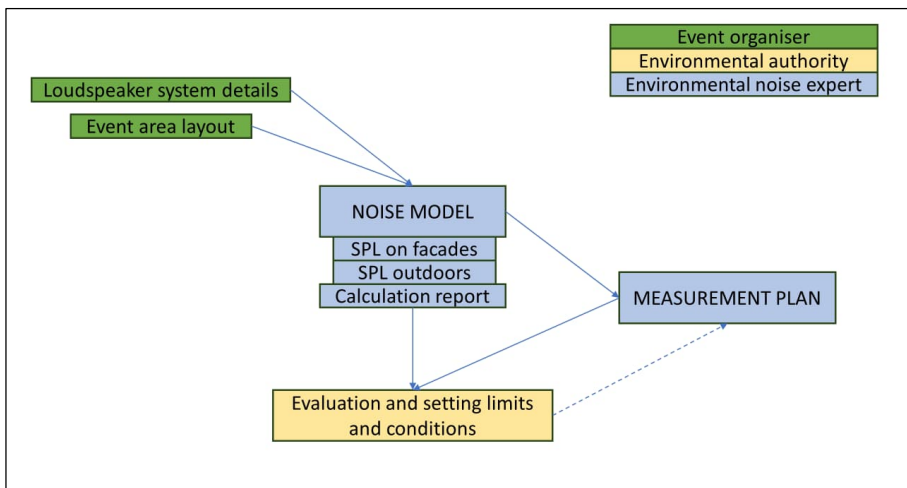 Event organiser
Environmental authority
Environmental noise expert
Loudspeaker system details
Event area layout
NOISE MODEL
SPL on facades
SPL outdoors
Calculation report
MEASUREMENT PLAN
Evaluation and setting limits
and conditions